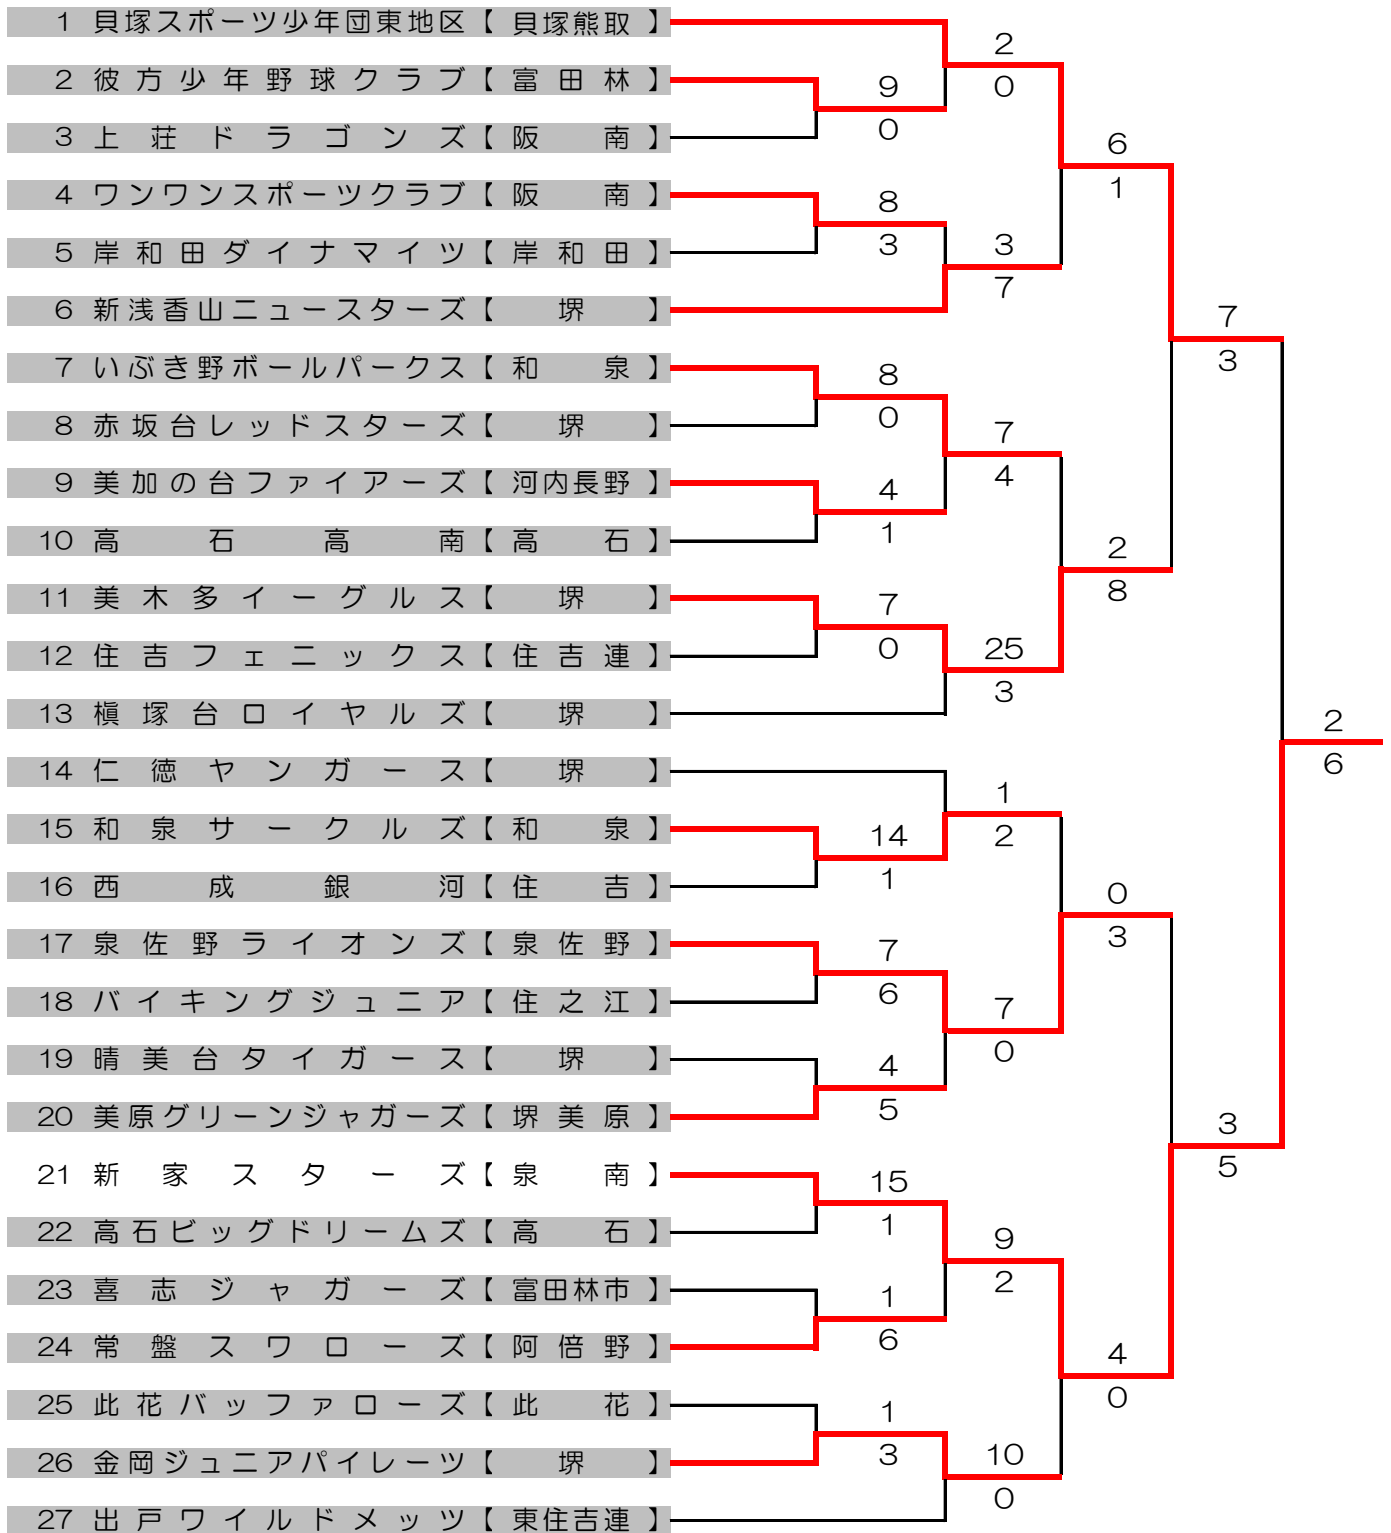 1 貝塚スポーツ少年団東地区【 貝塚熊取 】
2 彼方少年野球クラブ【 富田林 】
3 上荘ドラゴンズ【 阪南 】
4 ワンワンスポーツクラブ【 阪南 】
5 岸和田ダイナマイツ【 岸和田 】
6 新浅香山ニュースターズ【 堺 】
7 いぶき野ボールパークス【 和泉 】
8 赤坂台レッドスターズ【 堺 】
9 美加の台ファイアーズ【 河内長野 】
10 高石高南【 高石 】
11 美木多イーグルス【 堺 】
12 住吉フェニックス【 住吉連 】
13 槇塚台ロイヤルズ【 堺 】
14 仁徳ヤンガース【 堺 】
15 和泉サークルズ【 和泉 】
16 西成銀河【 住吉 】
17 泉佐野ライオンズ【 泉佐野 】
18 バイキングジュニア【 住之江 】
19 晴美台タイガース【 堺 】
20 美原グリーンジャガーズ【 堺美原 】
21 新家スターズ【 泉南 】
22 高石ビッグドリームズ【 高石 】
23 喜志ジャガーズ【 富田林市 】
24 常盤スワローズ【 阿倍野 】
25 此花バッファローズ【 此花 】
26 金岡ジュニアパイレーツ【 堺 】
27 出戸ワイルドメッツ【 東住吉連 】
9
0
8
3
8
0
4
1
7
0
14
1
7
6
4
5
15
1
1
6
1
3
2
0
3
7
7
4
25
3
1
2
7
0
9
2
10
0
6
1
2
8
0
3
4
0
7
3
3
5
2
6